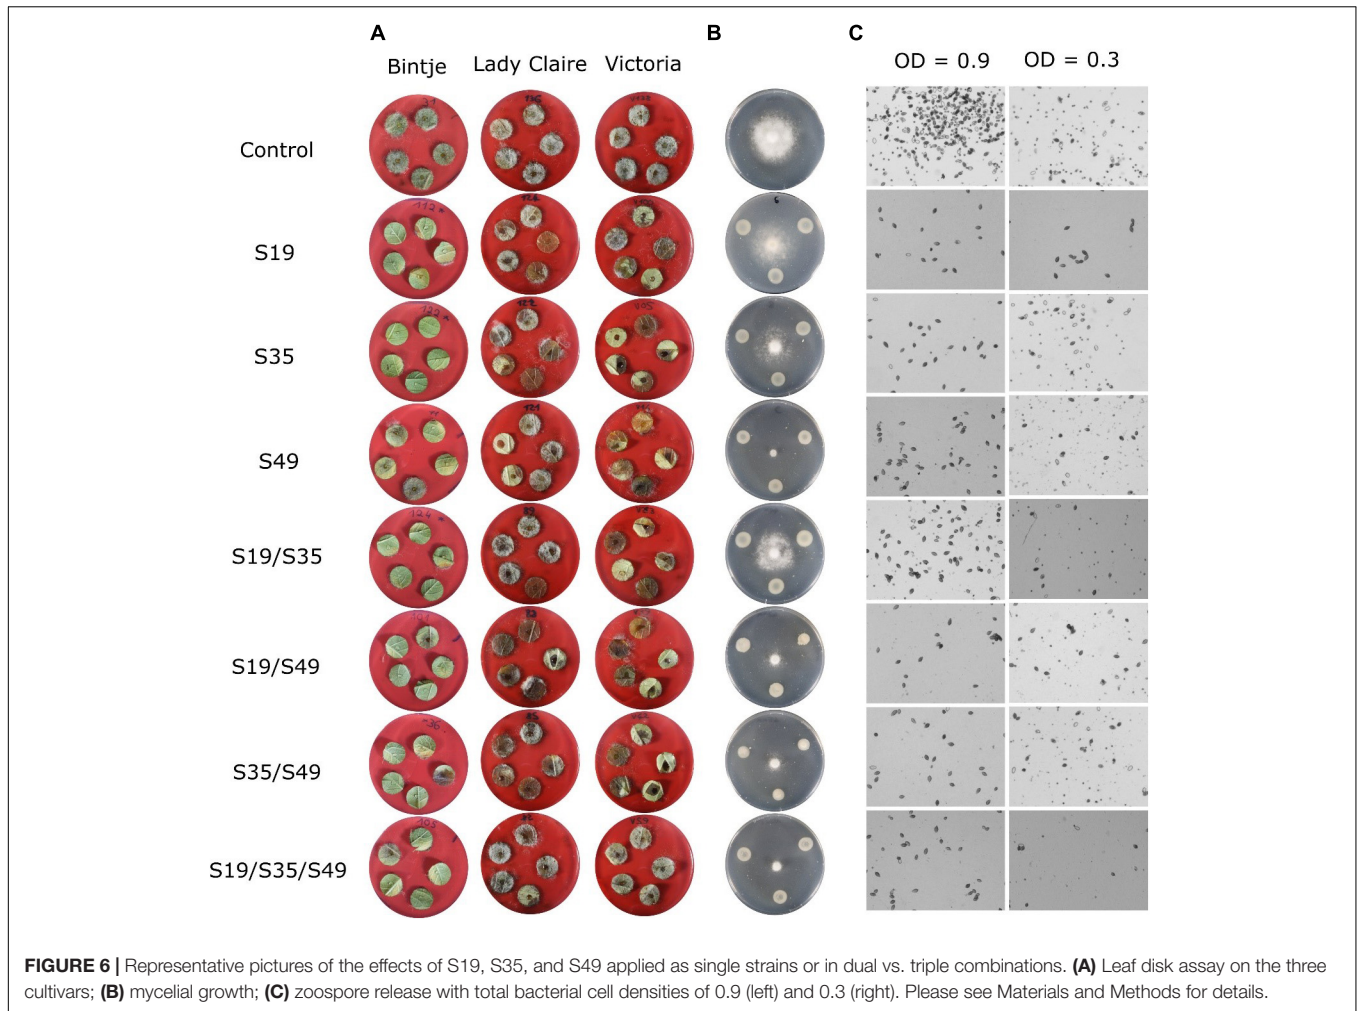 A
B
C
Bintje
Lady Claire
Victoria
OD = 0.9
OD = 0.3
Control
S19
S35
S49
S19/S35
S19/S49
S35/S49
S19/S35/S49
FIGURE 6 | Representative pictures of the effects of S19, S35, and S49 applied as single strains or in dual vs. triple combinations. (A) Leaf disk assay on the three
cultivars; (B) mycelial growth; (C) zoospore release with total bacterial cell densities of 0.9 (left) and 0.3 (right). Please see Materials and Methods for details.